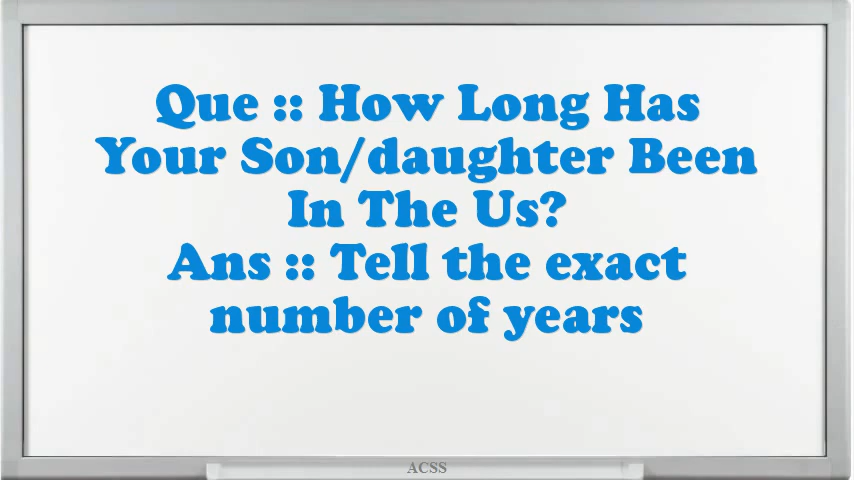 Que :: How Long Has
Your Son/daughter Been
In The Us?
Ans :: Tell the exact
number of years
ACSS